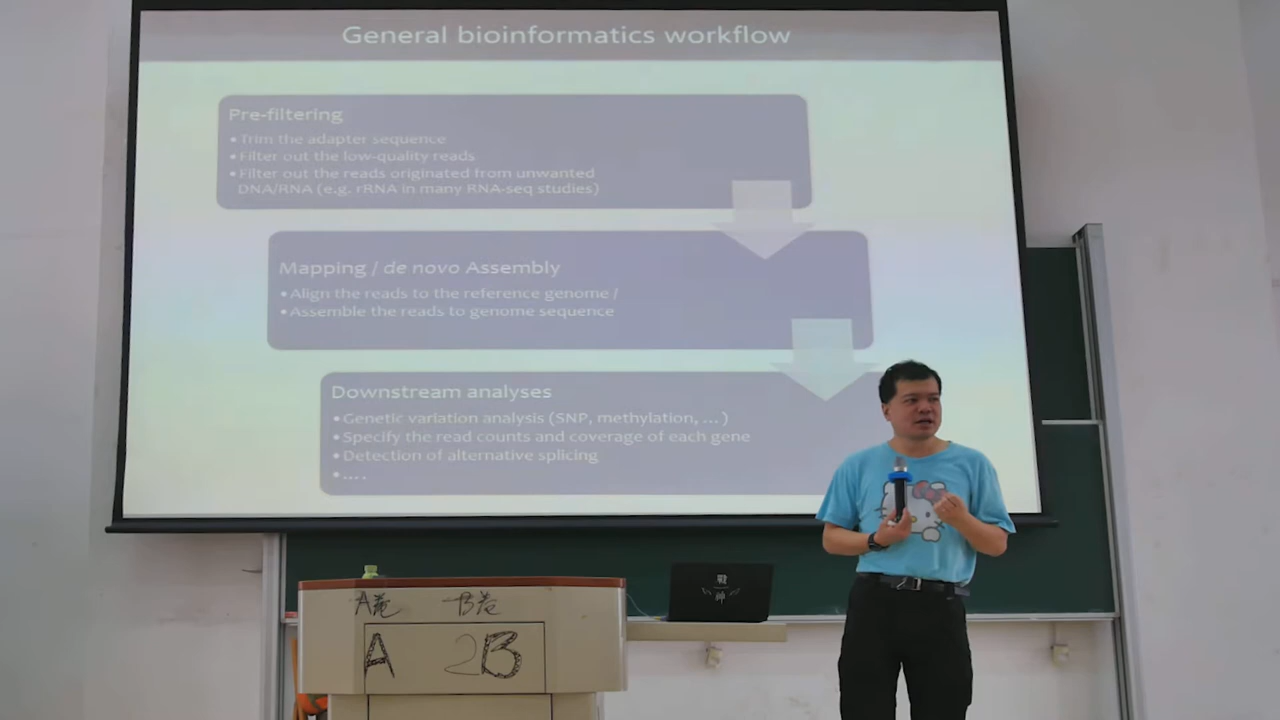 General bioinformatics workflow
Pre-filtering
•Trim the adapter sequence
•Filter out the low-quality reads
•Filter out the reads originated from unwanted
DNA/RNA (e.g. rRNA in many RNA-seq studies)
Mapping / de novo Assembly
•Align the reads to the reference genome /
•Assemble the reads to genome sequence
Downstream analyses
•Genetic variation analysis (SNP, methylation, ... )
•Specify the read counts and coverage of each gene
•Detection of alternative splicing
•....
A卷 B卷
A 2B
戰
帥